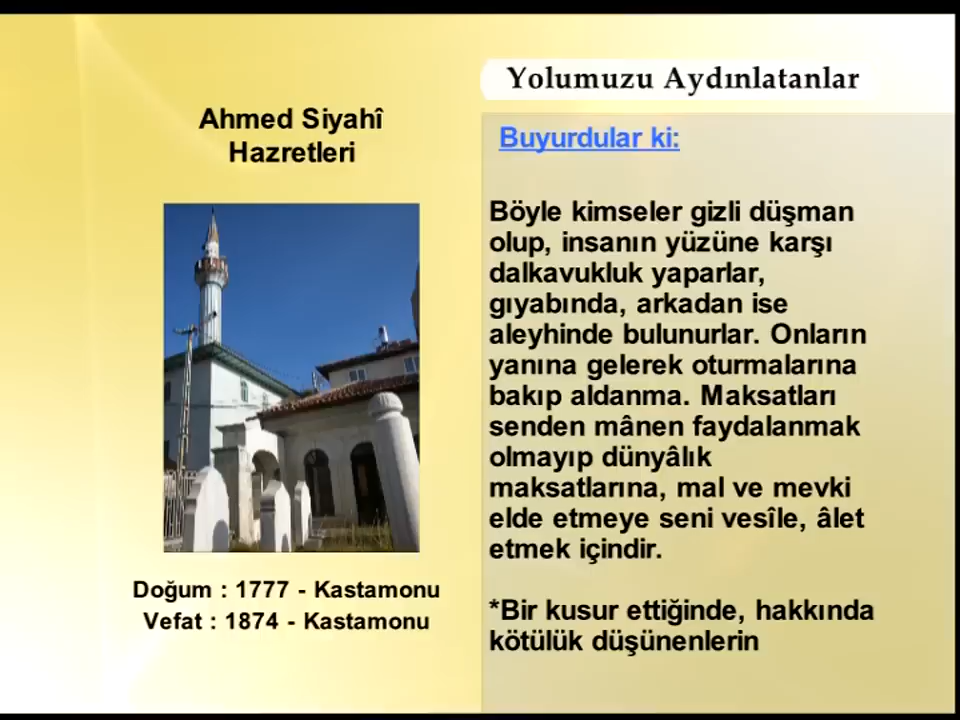 Yolumuzu Aydınlatanlar
Ahmed Siyahî
Hazretleri
Doğum : 1777 - Kastamonu
Vefat : 1874 - Kastamonu
Buyurdular ki:
Böyle kimseler gizli düşman
olup, insanın yüzüne karşı
dalkavukluk yaparlar,
gıyabında, arkadan ise
aleyhinde bulunurlar. Onların
yanına gelerek oturmalarına
bakıp aldanma. Maksatları
senden mânen faydalanmak
olmayıp dünyâlık
maksatlarına, mal ve mevki
elde etmeye seni vesîle, âlet
etmek içindir.
*Bir kusur ettiğinde, hakkında
kötülük düşünenlerin